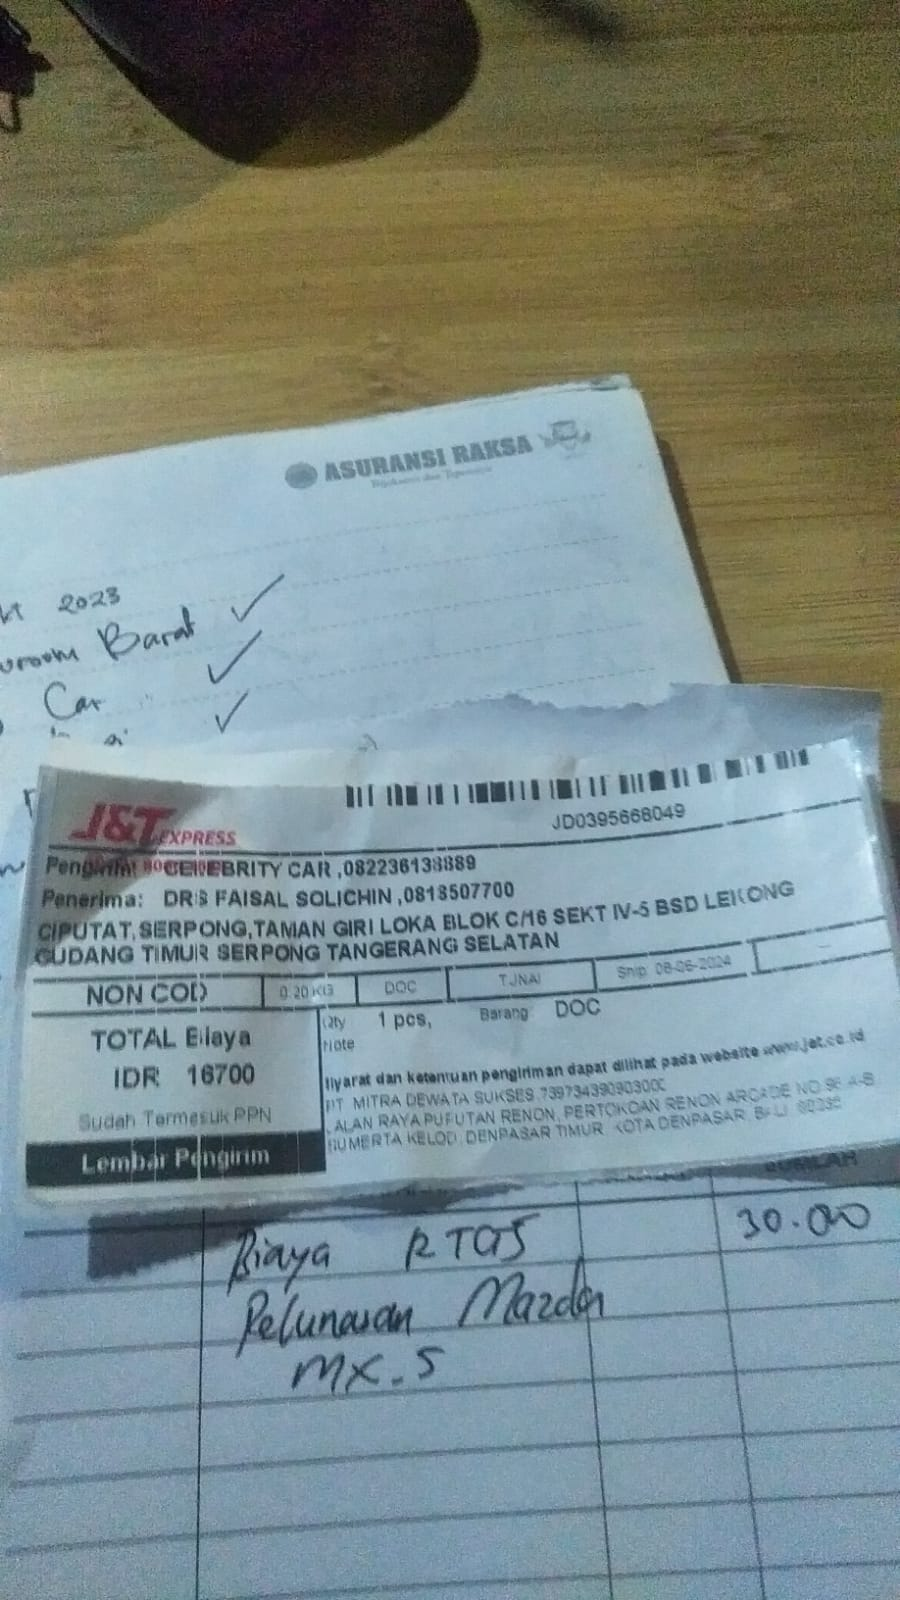 ASURANSI RAKSA
2023
Barat
Car
J&T EXPRESS
JD0395668049
CELEBRITY CAR ,082236138889
Penerima: DRS FAISAL SOLICHIN ,0818507700
CIPUTAT, SERPONG,TAMAN GIRI LOKA BLOK C/16 SEKT IV-5 BSD LEKONG
GUDANG TIMUR SERPONG TANGERANG SELATAN
NON COD 0.20 KG DOC TUNAI Ship: 08-06-2024
TOTAL Biaya
IDR 16700
Sudah Termasuk PPN
Lembar Pengirim
Qty 1 pcs, Barang: DOC
Note
Syarat dan ketentuan pengiriman dapat dilihat pada website www.jet.co.id
PT MITRA DEWATA SUKSES
JALAN RAYA PUPUTAN RENON, PERTOKOAN RENON ARCADE NO
SUMERTA KELOD, DENPASAR TIMUR, KOTA DENPASAR, BALI,
Biaya RTGS 30.000
Pelunasan Mazda
MX.5